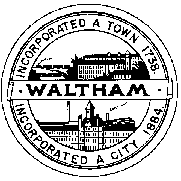 INCORPORATED A TOWN 1738
· WALTHAM ·
INCORPORATED A CITY 1884